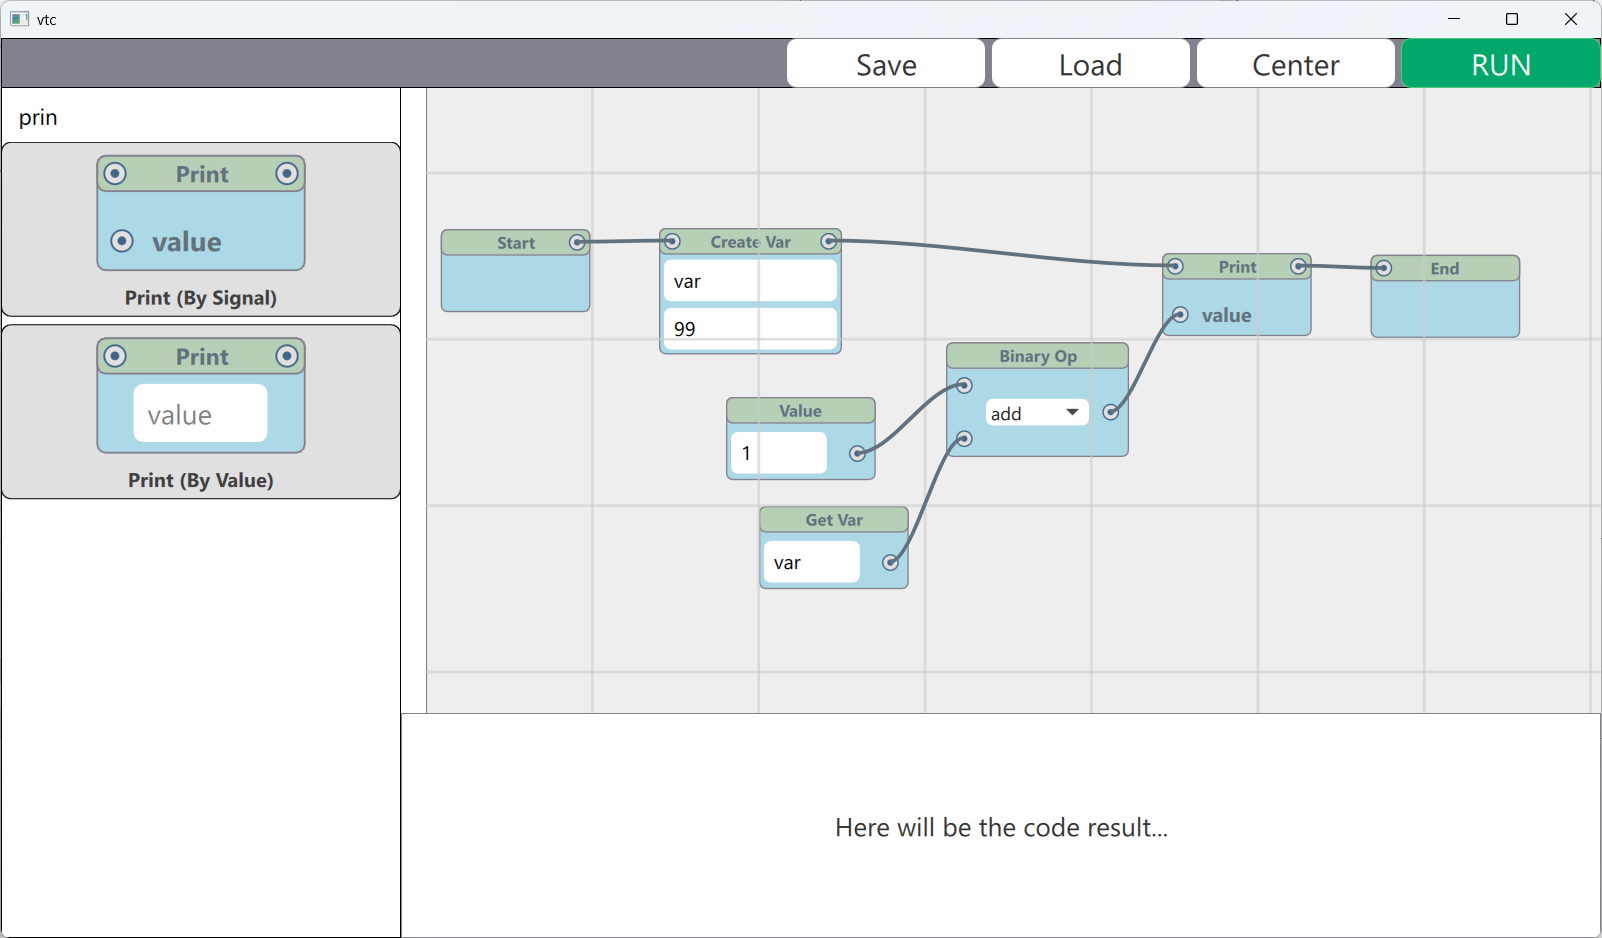 vtc
Save
Load
Center
RUN
prin
Print
value
Print (By Signal)
Print
value
Print (By Value)
Start
Create Var
var
99
Print
value
End
Binary Op
add
Value
1
Get Var
var
Here will be the code result...